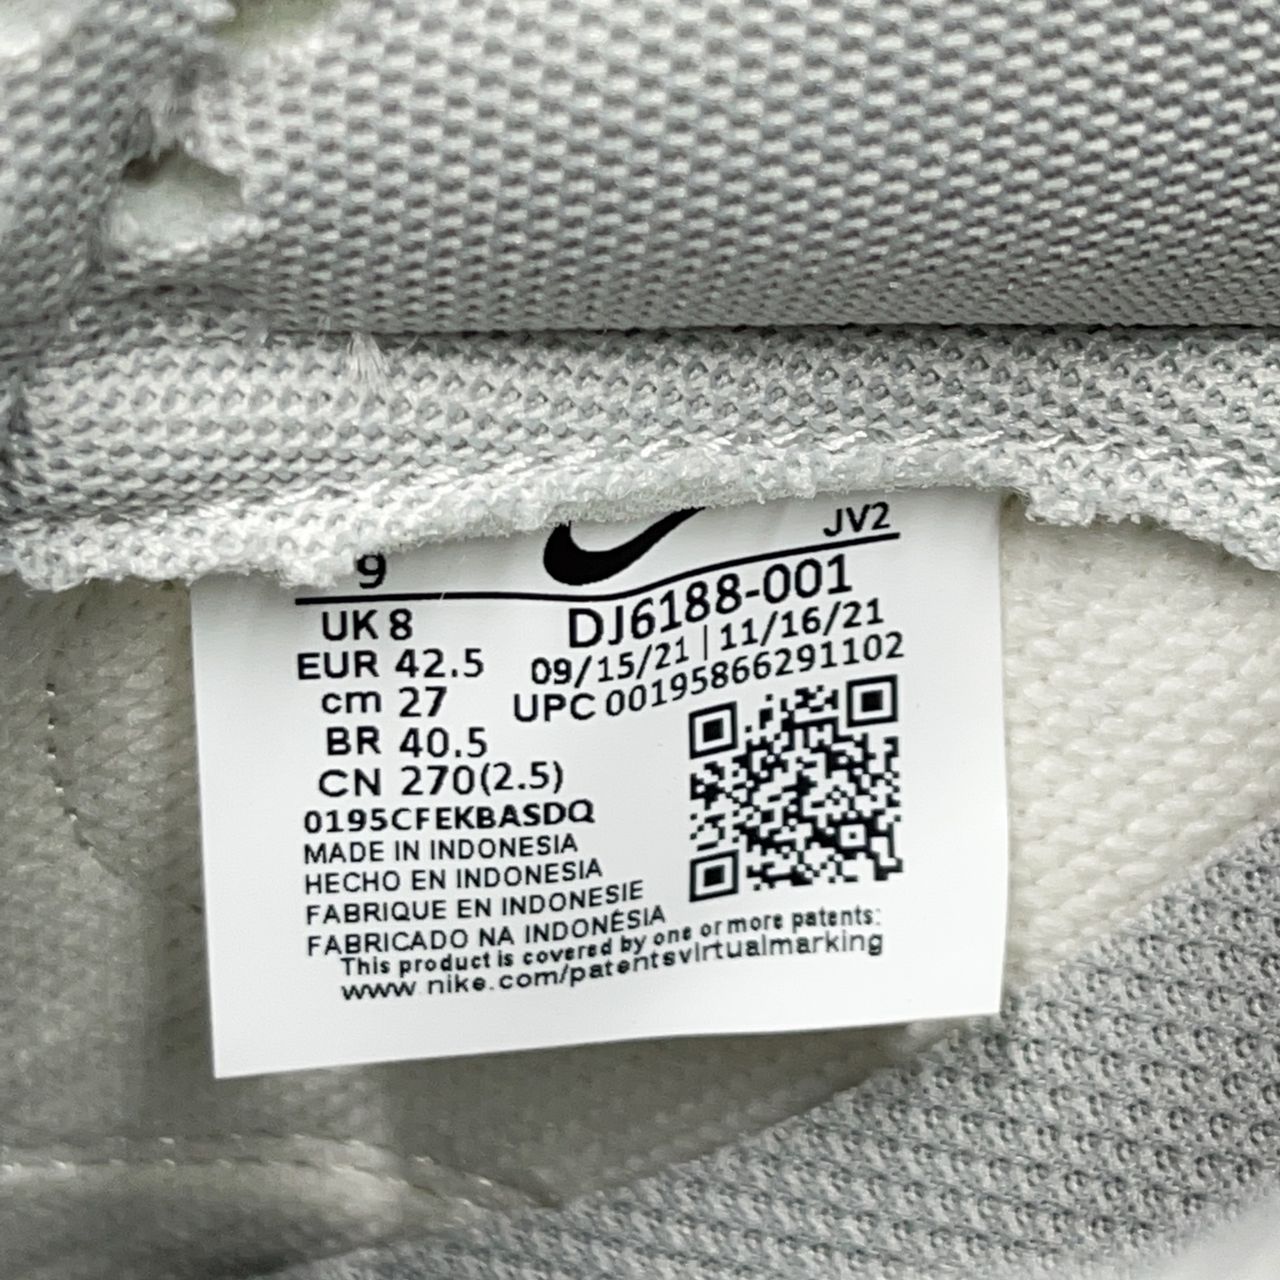 9 JV2
UK 8 DJ6188-001
EUR 42.5 09/15/21 | 11/16/21
cm 27 UPC 00195866291102
BR 40.5
CN 270(2.5)
0195CFEKBASDQ
MADE IN INDONESIA
HECHO EN INDONESIA
FABRIQUE EN INDONESIE
FABRICADO NA INDONÉSIA
This product is covered by one or more patents:
www.nike.com/patentsvirtualmarking